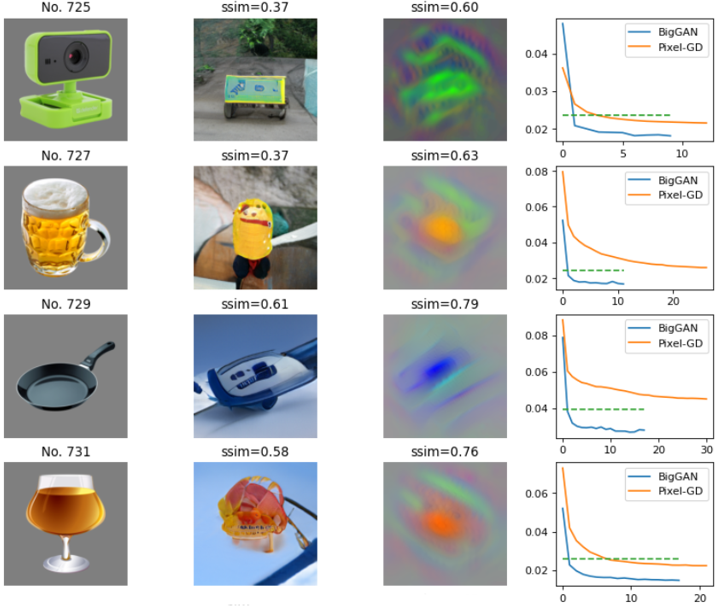 No. 725 ssim=0.37 ssim=0.60
BigGAN
Pixel-GD
0.04
0.03
0.02
0 5 10
No. 727 ssim=0.37 ssim=0.63
0.08
BigGAN
Pixel-GD
0.06
0.04
0.02
0 10 20
No. 729 ssim=0.61 ssim=0.79
BigGAN
Pixel-GD
0.08
0.06
0.04
0 10 20 30
No. 731 ssim=0.58 ssim=0.76
BigGAN
Pixel-GD
0.06
0.04
0.02
0 10 20